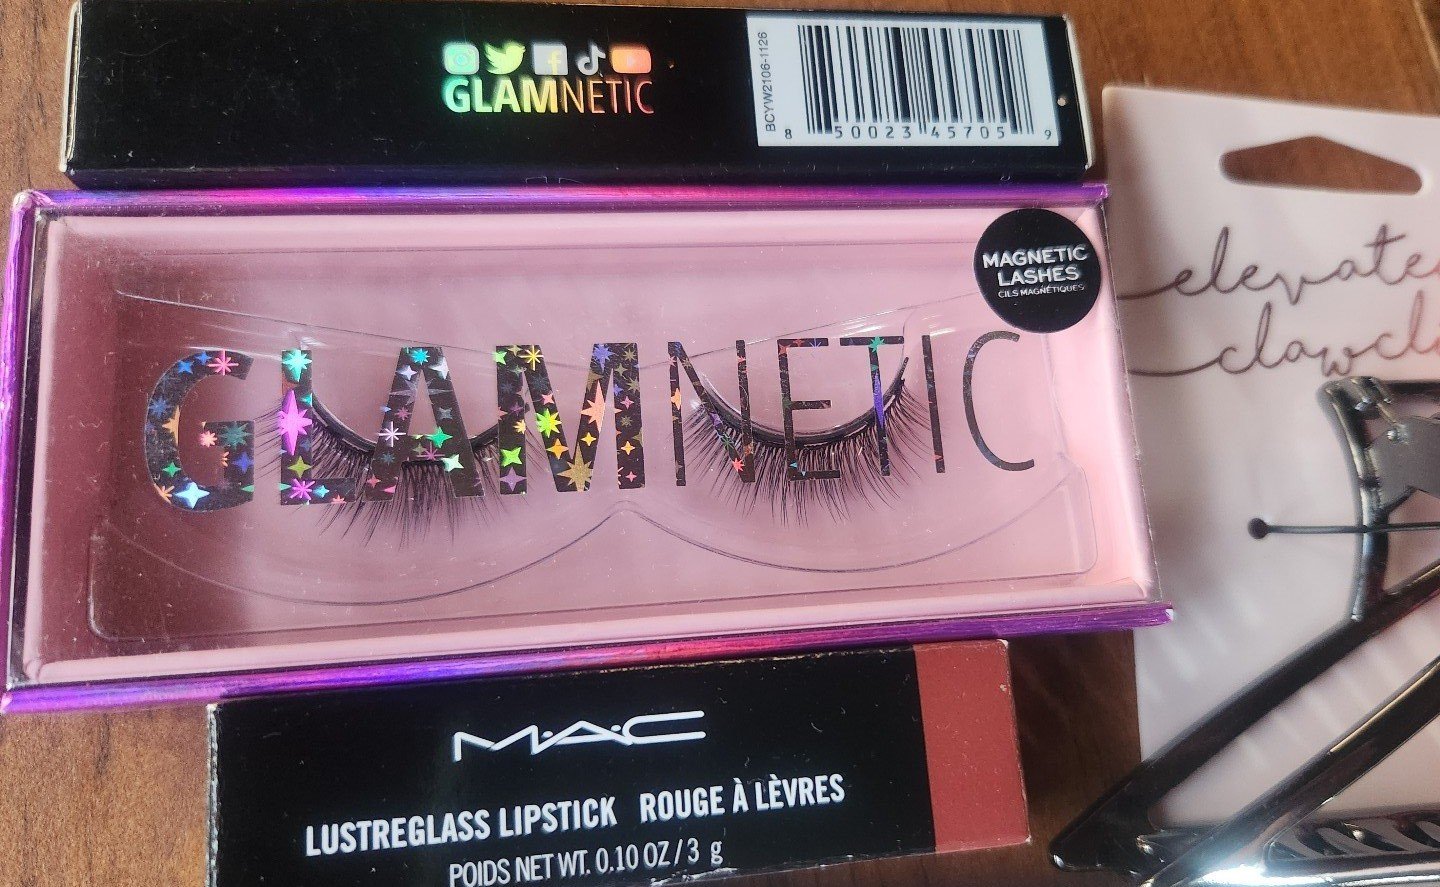 GLAMNETIC
BCYW2106-1126
8 50023 45705 9
MAGNETIC
LASHES
CILS MAGNÉTIQUES
GLAMNETIC
elevated
M·A·C
LUSTREGLASS LIPSTICK ROUGE À LÈVRES
POIDS NET WT. 0.10 OZ / 3 g